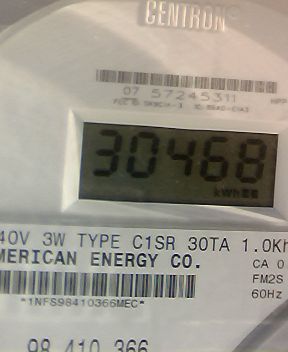 CENTRON
07 57245311
30468
kWh
40V 3W TYPE C1SR 30TA 1.0Kh
MERICAN ENERGY CO.
CA 0
FM2S
*1NFS98410366MEC*
60Hz
98 410 366